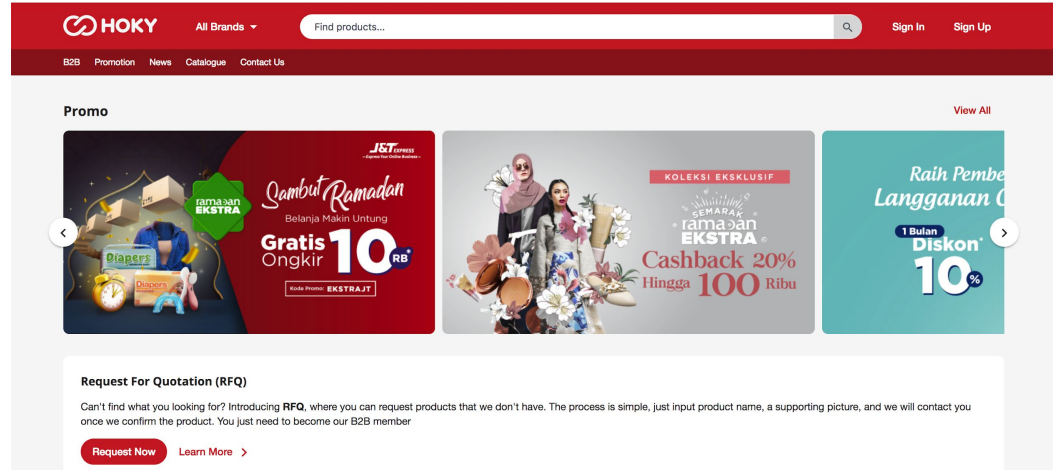 HOKY
All Brands
Find products...
Sign In
Sign Up
B2B
Promotion
News
Catalogue
Contact Us
Promo
View All
J&T EXPRESS
-Express Your Online Business-
ramaɔan
EKSTRA
Sambut Ramadan
Belanja Makin Untung
Gratis
Ongkir
10 RB*
Kode Promo: EKSTRAJT
Diapers
Diapers
KOLEKSI EKSKLUSIF
SEMARAK
ramaɔan
EKSTRA
Cashback 20%
Hingga 100 Ribu
Raih Pembe
Langganan
1 Bulan
Diskon*
10%
Request For Quotation (RFQ)
Can't find what you looking for? Introducing RFQ, where you can request products that we don't have. The process is simple, just input product name, a supporting picture, and we will contact you
once we confirm the product. You just need to become our B2B member
Request Now
Learn More